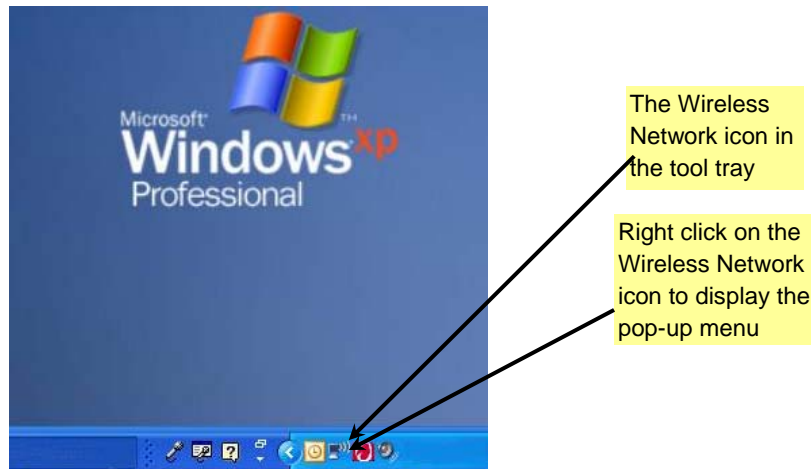 Microsoft
TM
Windows xp
Professional
The Wireless
Network icon in
the tool tray
Right click on the
Wireless Network
icon to display the
pop-up menu